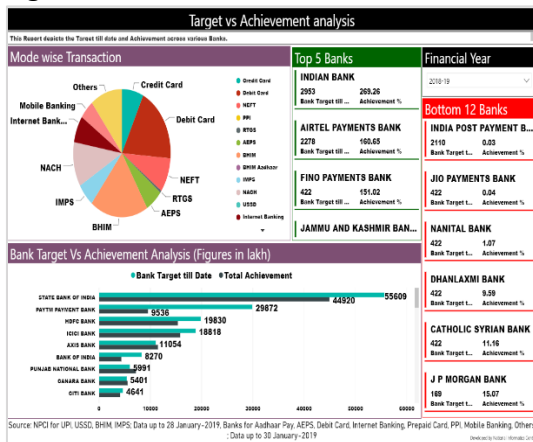 Target vs Achievement analysis
This Report depicts the Target till date and Achievement across various Banks.
Mode wise Transaction
Others
Credit Card
Mobile Banking
Internet Bank...
Debit Card
NACH
NEFT
IMPS
RTGS
AEPS
BHIM
Credit Card
Debit Card
NEFT
PPI
RTGS
AEPS
BHIM
BHIM Aadhaar
IMPS
NACH
USSD
Internet Banking
Top 5 Banks
INDIAN BANK
2953 269.26
Bank Target till ... Achievement %
AIRTEL PAYMENTS BANK
2278 160.65
Bank Target till ... Achievement %
FINO PAYMENTS BANK
422 151.02
Bank Target till ... Achievement %
JAMMU AND KASHMIR BAN...
Financial Year
2018-19
Bottom 12 Banks
INDIA POST PAYMENT B...
2110 0.03
Bank Target t... Achievement %
JIO PAYMENTS BANK
422 0.04
Bank Target t... Achievement %
NANITAL BANK
422 1.07
Bank Target t... Achievement %
DHANLAXMI BANK
422 9.59
Bank Target t... Achievement %
CATHOLIC SYRIAN BANK
422 11.16
Bank Target t... Achievement %
J P MORGAN BANK
169 15.07
Bank Target t... Achievement %
Bank Target Vs Achievement Analysis (Figures in lakh)
Bank Target till Date Total Achievement
STATE BANK OF INDIA 44920 55609
PAYTM PAYMENT BANK 9536 29872
HDFC BANK 19830
ICICI BANK 18818
AXIS BANK 11054
BANK OF INDIA 8270
PUNJAB NATIONAL BANK 5991
CANARA BANK 5401
CITI BANK 4641
0 10000 20000 30000 40000 50000 60000
Source: NPCI for UPI, USSD, BHIM, IMPS; Data up to 28 January-2019, Banks for Aadhaar Pay, AEPS, Debit Card, Internet Banking, Prepaid Card, PPI, Mobile Banking, Others
; Data up to 30 January-2019